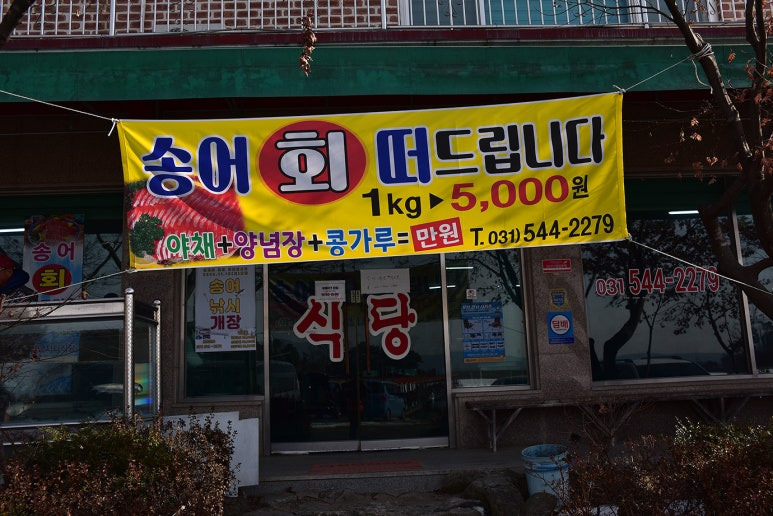 송어 회 떠드립니다
1kg ▶ 5,000원
야채+양념장+콩가루=만원 T. 031) 544-2279
송어
회
송어
낚시
개장
식당
031 544-2279
담배